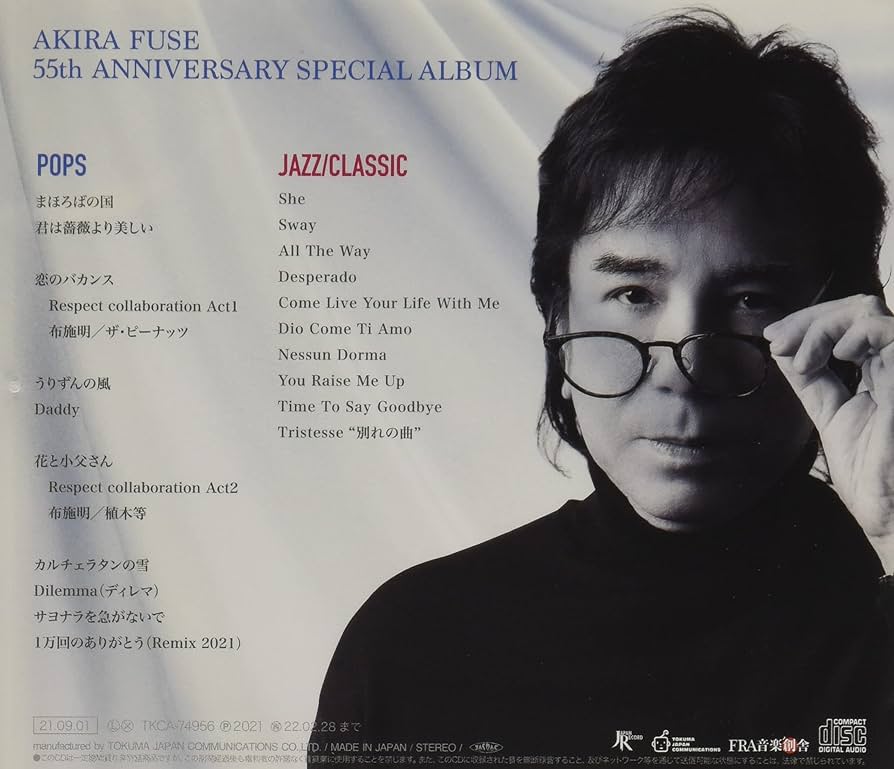 AKIRA FUSE
55th ANNIVERSARY SPECIAL ALBUM
POPS
まほろばの国
君は薔薇より美しい
恋のバカンス
Respect collaboration Act1
布施明/ザ・ピーナッツ
うりずんの風
Daddy
花と小父さん
Respect collaboration Act2
布施明/植木等
カルチェラタンの雪
Dilemma(ディレマ)
サヨナラを急がないで
1万回のありがとう(Remix 2021)
JAZZ/CLASSIC
She
Sway
All The Way
Desperado
Come Live Your Life With Me
Dio Come Ti Amo
Nessun Dorma
You Raise Me Up
Time To Say Goodbye
Tristesse “別れの曲”
21.09.01 TKCA-74956 Ⓟ2021 22.02.28 まで
manufactured by TOKUMA JAPAN COMMUNICATIONS CO.,LTD. / MADE IN JAPAN / STEREO /
JAPAN RECORD
TOKUMA JAPAN COMMUNICATIONS
FRA音楽創舎
COMPACT disc DIGITAL AUDIO